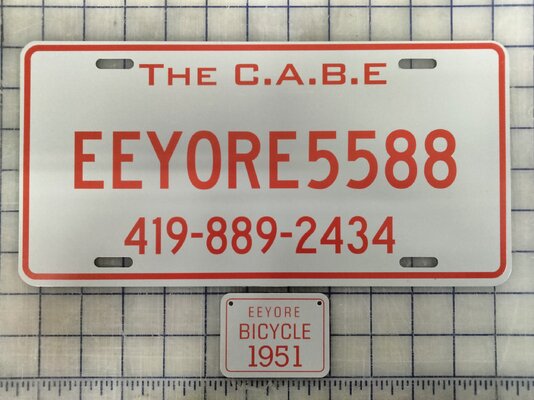 THE C.A.B.E
EEYORE5588
419-889-2434
EEYORE
BICYCLE
1951